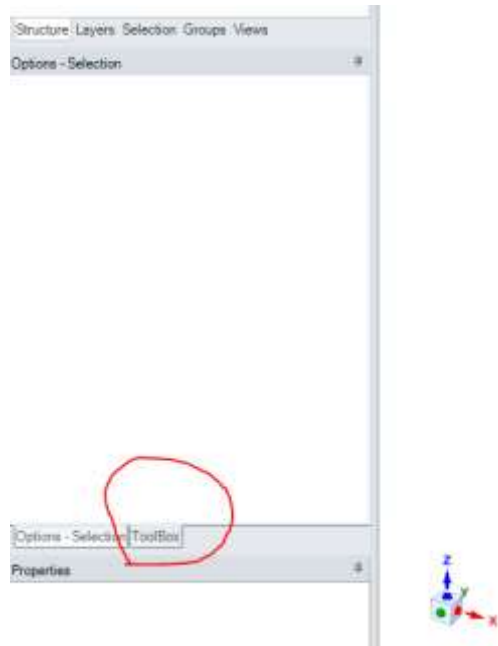 Structure Layers Selection Groups Views
Options - Selection
Options - Selection ToolBox
Properties
Z
Y
X